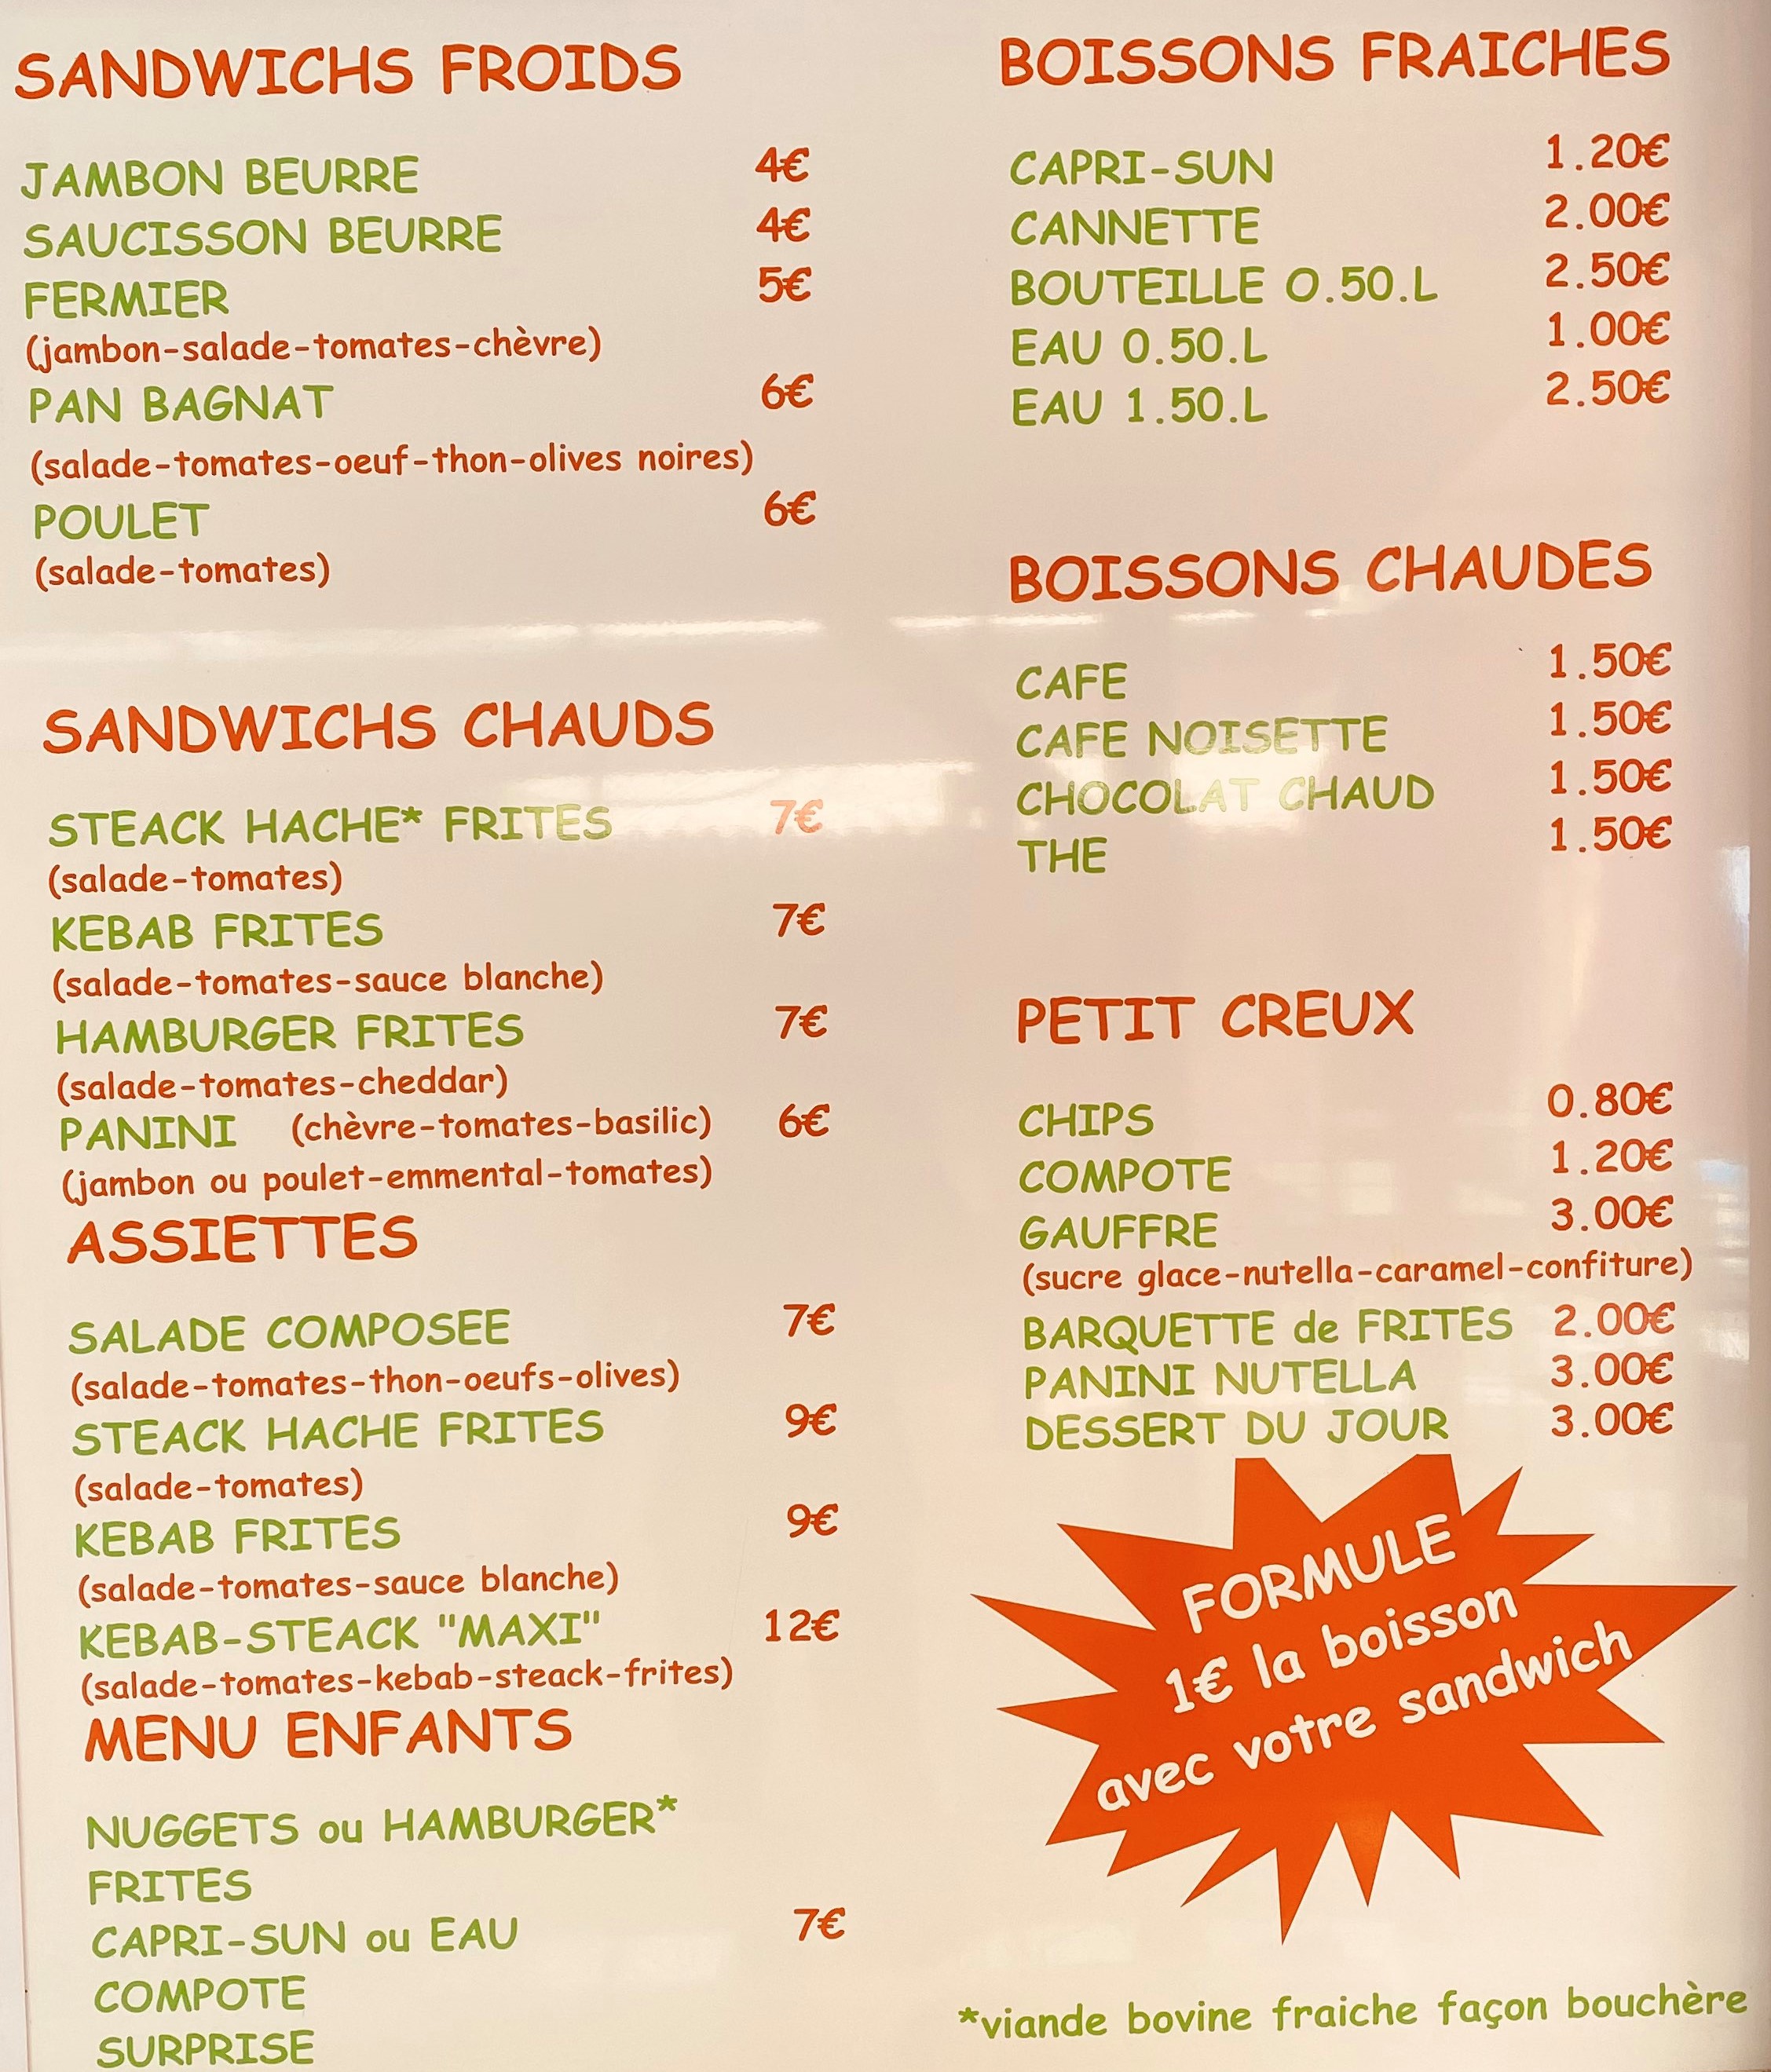 SANDWICHS FROIDS
JAMBON BEURRE 4€
SAUCISSON BEURRE 4€
FERMIER 5€
(jambon-salade-tomates-chèvre)
PAN BAGNAT 6€
(salade-tomates-oeuf-thon-olives noires)
POULET 6€
(salade-tomates)
SANDWICHS CHAUDS
STEACK HACHE* FRITES 7€
(salade-tomates)
KEBAB FRITES 7€
(salade-tomates-sauce blanche)
HAMBURGER FRITES 7€
(salade-tomates-cheddar)
PANINI (chèvre-tomates-basilic) 6€
(jambon ou poulet-emmental-tomates)
ASSIETTES
SALADE COMPOSEE 7€
(salade-tomates-thon-oeufs-olives)
STEACK HACHE FRITES 9€
(salade-tomates)
KEBAB FRITES 9€
(salade-tomates-sauce blanche)
KEBAB-STEACK "MAXI" 12€
(salade-tomates-kebab-steack-frites)
MENU ENFANTS
NUGGETS ou HAMBURGER*
FRITES
CAPRI-SUN ou EAU 7€
COMPOTE
SURPRISE
BOISSONS FRAICHES
CAPRI-SUN 1.20€
CANNETTE 2.00€
BOUTEILLE 0.50.L 2.50€
EAU 0.50.L 1.00€
EAU 1.50.L 2.50€
BOISSONS CHAUDES
CAFE 1.50€
CAFE NOISETTE 1.50€
CHOCOLAT CHAUD 1.50€
THE 1.50€
PETIT CREUX
CHIPS 0.80€
COMPOTE 1.20€
GAUFFRE 3.00€
(sucre glace-nutella-caramel-confiture)
BARQUETTE de FRITES 2.00€
PANINI NUTELLA 3.00€
DESSERT DU JOUR 3.00€
FORMULE
1€ la boisson
avec votre sandwich
*viande bovine fraiche façon bouchère